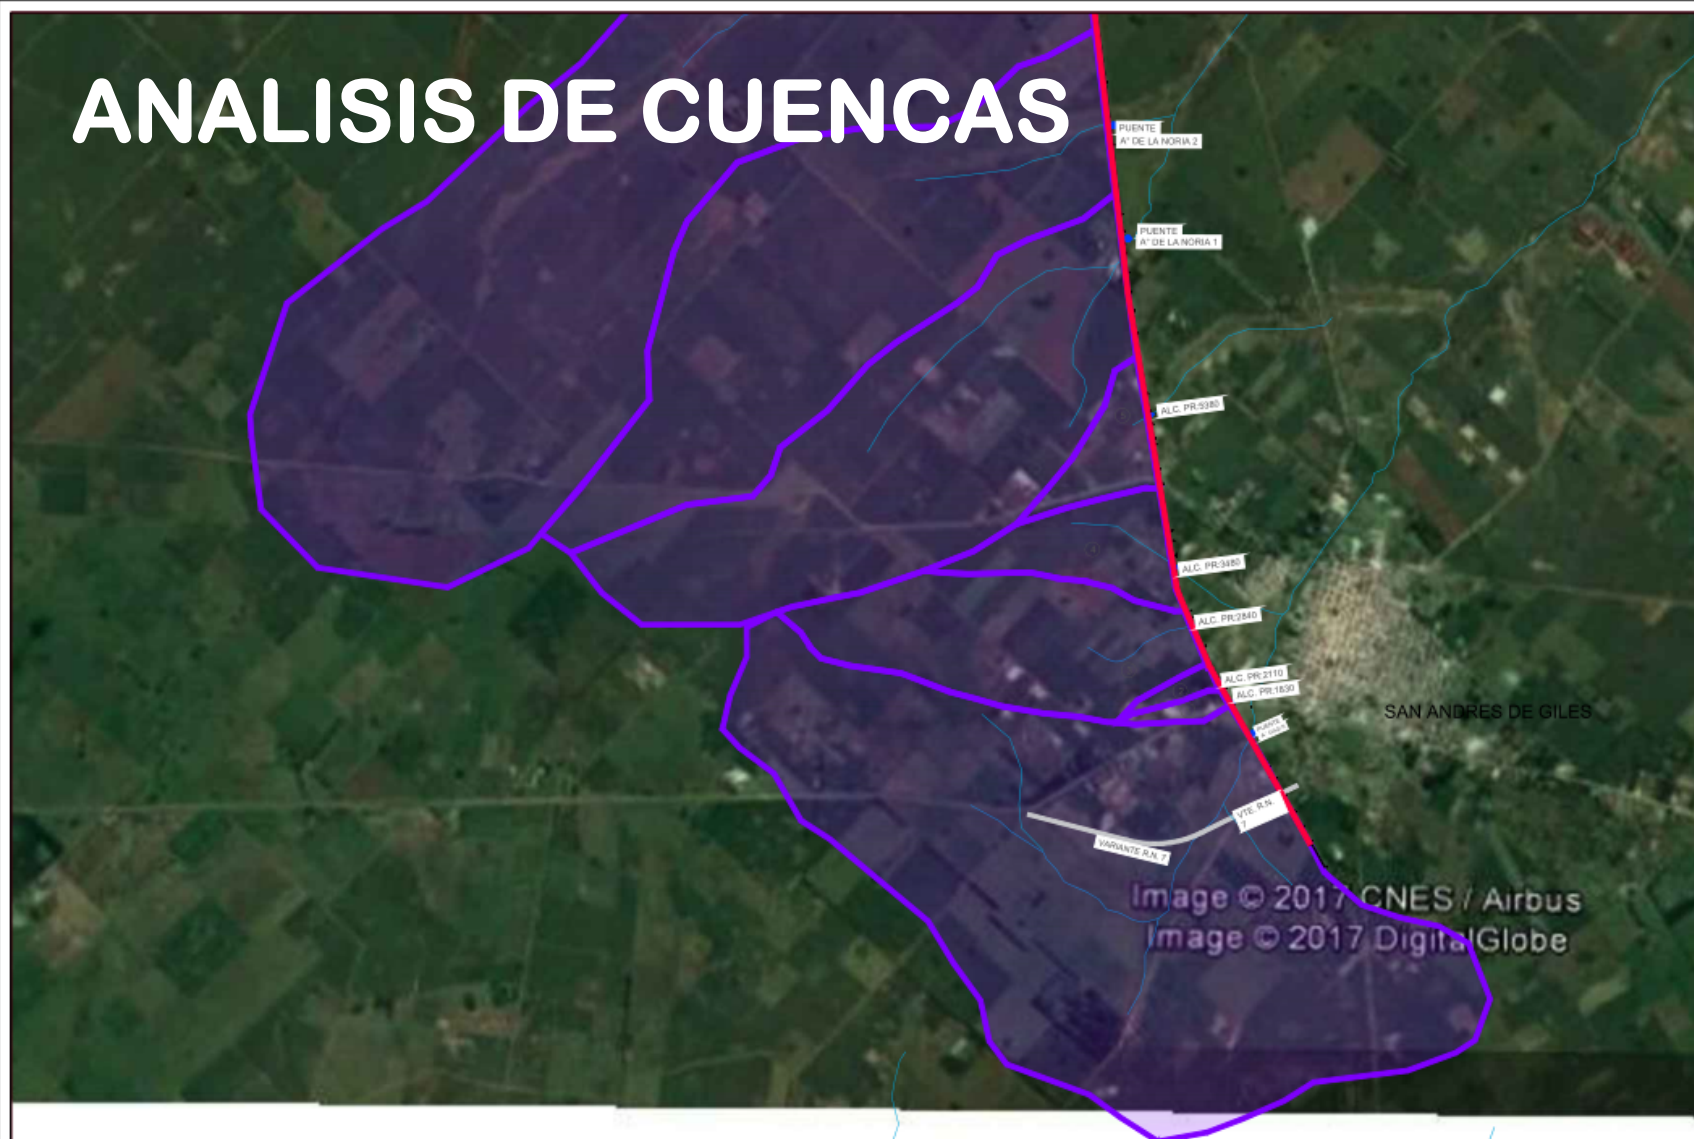 ANALISIS DE CUENCAS
PUENTE
A° DE LA NORIA 2
PUENTE
A° DE LA NORIA 1
ALC. PR:5380
ALC. PR:3480
ALC. PR:2840
ALC. PR:2110
ALC. PR:1830
PUENTE
SAN ANDRES DE GILES
VTE. R.N.
7
VARIANTE R.N. 7
Image © 2017 CNES / Airbus
Image © 2017 DigitalGlobe